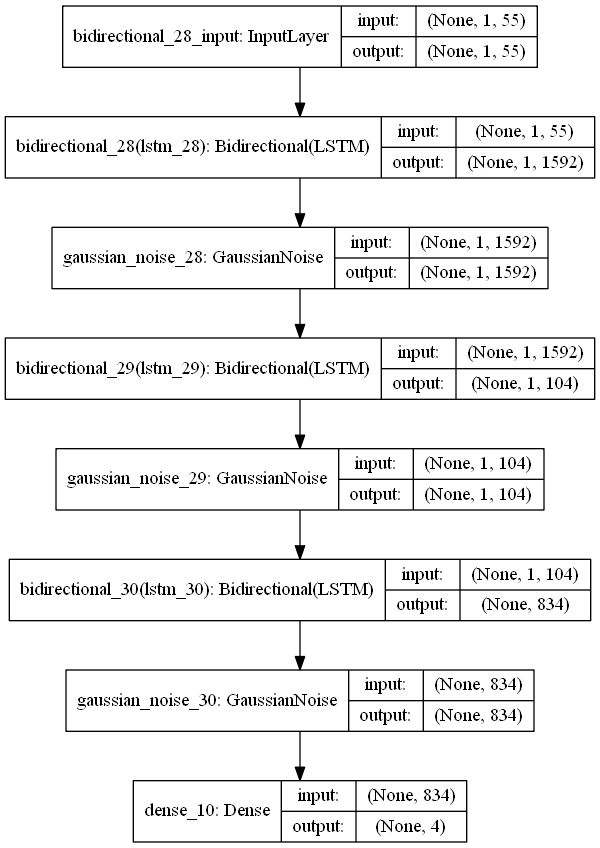 bidirectional_28_input: InputLayer
input: (None, 1, 55)
output: (None, 1, 55)
bidirectional_28(lstm_28): Bidirectional(LSTM)
input: (None, 1, 55)
output: (None, 1, 1592)
gaussian_noise_28: GaussianNoise
input: (None, 1, 1592)
output: (None, 1, 1592)
bidirectional_29(lstm_29): Bidirectional(LSTM)
input: (None, 1, 1592)
output: (None, 1, 104)
gaussian_noise_29: GaussianNoise
input: (None, 1, 104)
output: (None, 1, 104)
bidirectional_30(lstm_30): Bidirectional(LSTM)
input: (None, 1, 104)
output: (None, 834)
gaussian_noise_30: GaussianNoise
input: (None, 834)
output: (None, 834)
dense_10: Dense
input: (None, 834)
output: (None, 4)